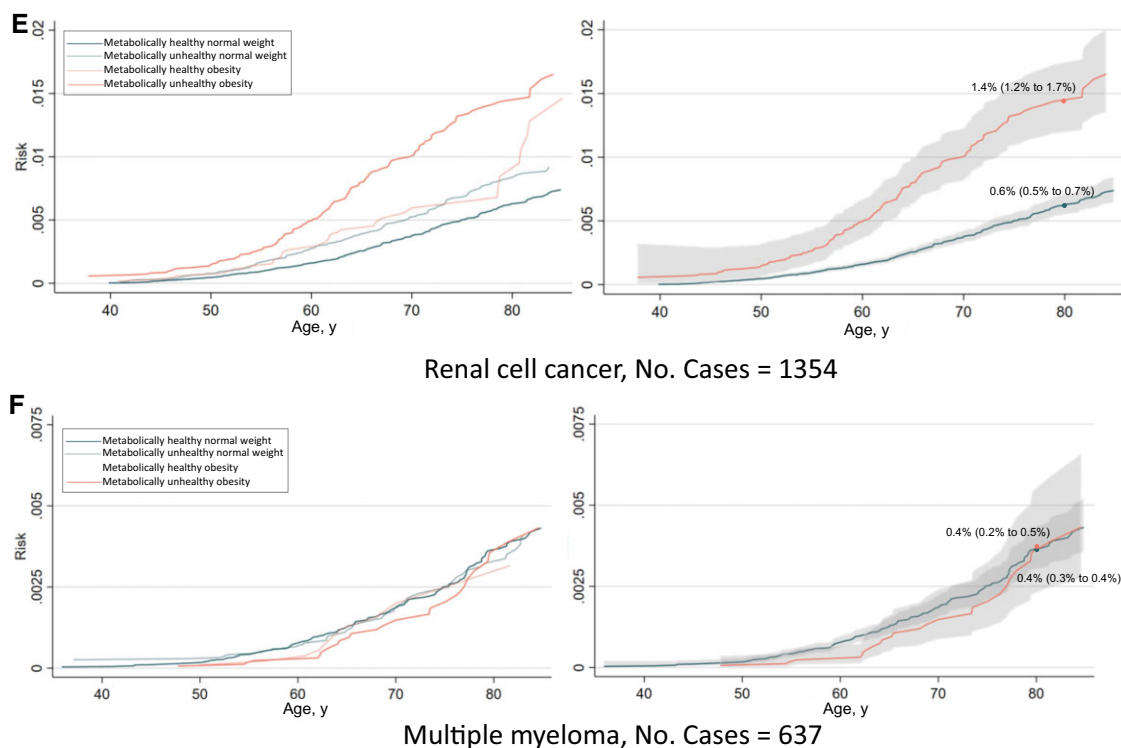 E
.02
.015
.01
.005
0
Risk
Metabolically healthy normal weight
Metabolically unhealthy normal weight
Metabolically healthy obesity
Metabolically unhealthy obesity
40 50 60 70 80
Age, y
.02
.015
.01
.005
0
1.4% (1.2% to 1.7%)
0.6% (0.5% to 0.7%)
40 50 60 70 80
Age, y
Renal cell cancer, No. Cases = 1354
F
.0075
.005
.0025
0
Risk
Metabolically healthy normal weight
Metabolically unhealthy normal weight
Metabolically healthy obesity
Metabolically unhealthy obesity
40 50 60 70 80
Age, y
.0075
.005
.0025
0
0.4% (0.2% to 0.5%)
0.4% (0.3% to 0.4%)
40 50 60 70 80
Age, y
Multiple myeloma, No. Cases = 637